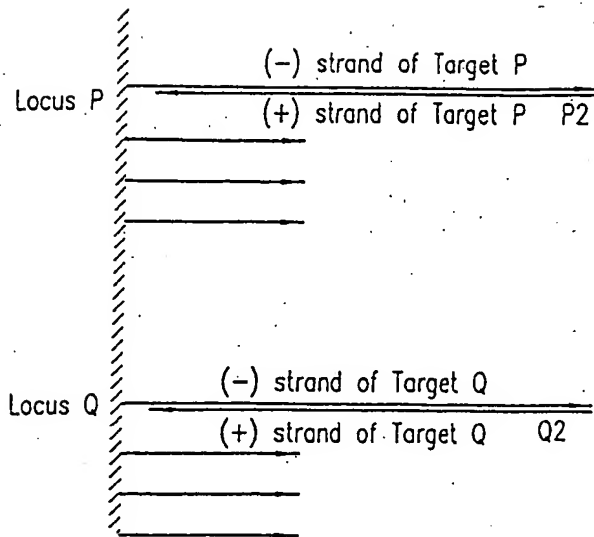 (-) strand of Target P
Locus P
(+) strand of Target P P2
(-) strand of Target Q
Locus Q
(+) strand of Target Q Q2